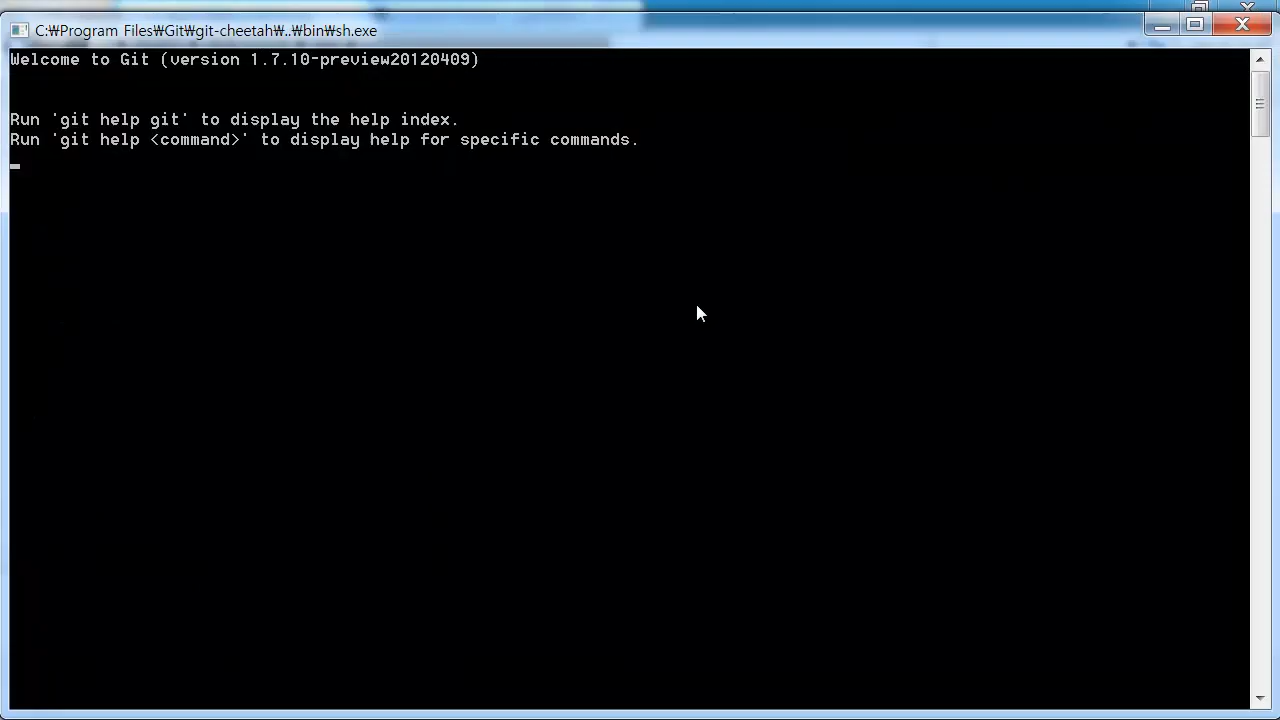 C:₩Program Files₩Git₩git-cheetah₩..₩bin₩sh.exe
Welcome to Git (version 1.7.10-preview20120409)
Run 'git help git' to display the help index.
Run 'git help <command>' to display help for specific commands.